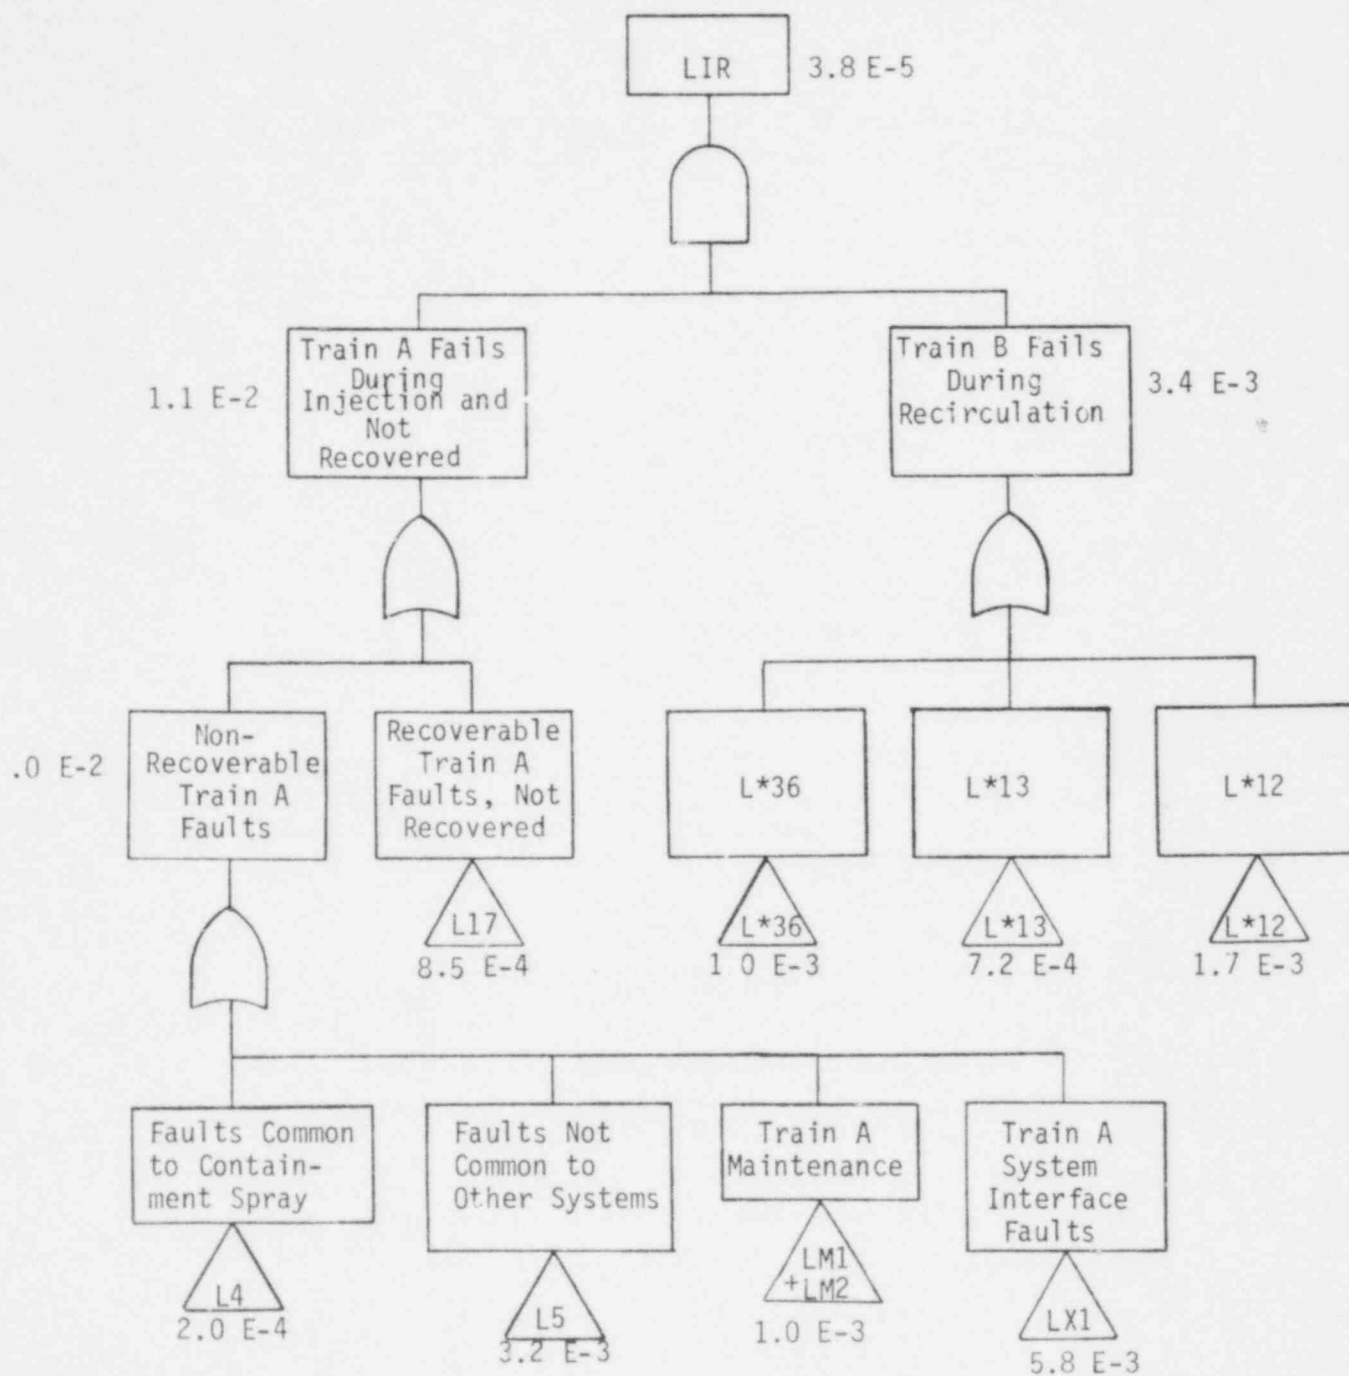 LIR
3.8 E-5
Train A Fails
During
Injection and
Not
Recovered
1.1 E-2
Train B Fails
During
Recirculation
3.4 E-3
.0 E-2
Non-
Recoverable
Train A
Faults
Recoverable
Train A
Faults, Not
Recovered
L*36
L*13
L*12
L17
8.5 E-4
L*36
1 0 E-3
L*13
7.2 E-4
L*12
1.7 E-3
Faults Common
to Contain-
ment Spray
Faults Not
Common to
Other Systems
Train A
Maintenance
Train A
System
Interface
Faults
L4
2.0 E-4
L5
3.2 E-3
LM1
+LM2
1.0 E-3
LX1
5.8 E-3